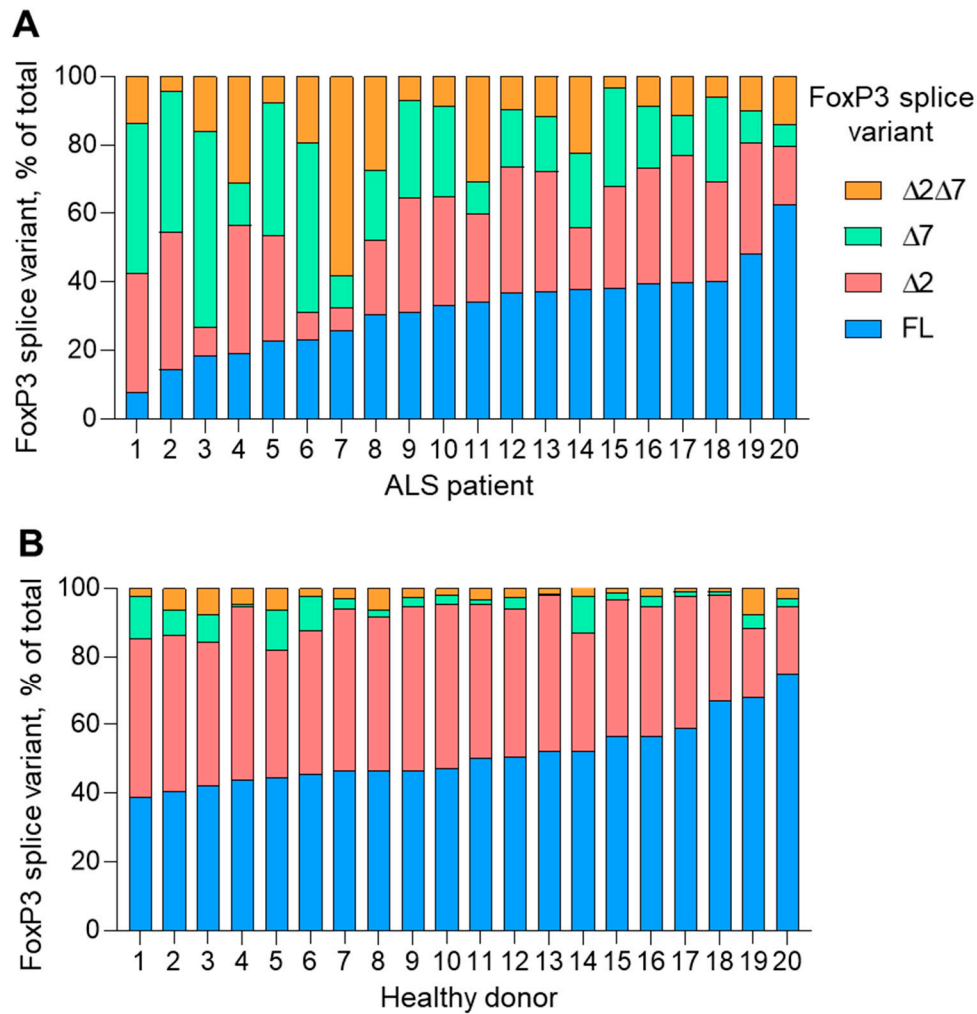 A
FoxP3 splice variant, % of total
100
80
60
40
20
0
1 2 3 4 5 6 7 8 9 10 11 12 13 14 15 16 17 18 19 20
ALS patient
FoxP3 splice
variant
Δ2Δ7
Δ7
Δ2
FL
B
FoxP3 splice variant, % of total
100
80
60
40
20
0
1 2 3 4 5 6 7 8 9 10 11 12 13 14 15 16 17 18 19 20
Healthy donor